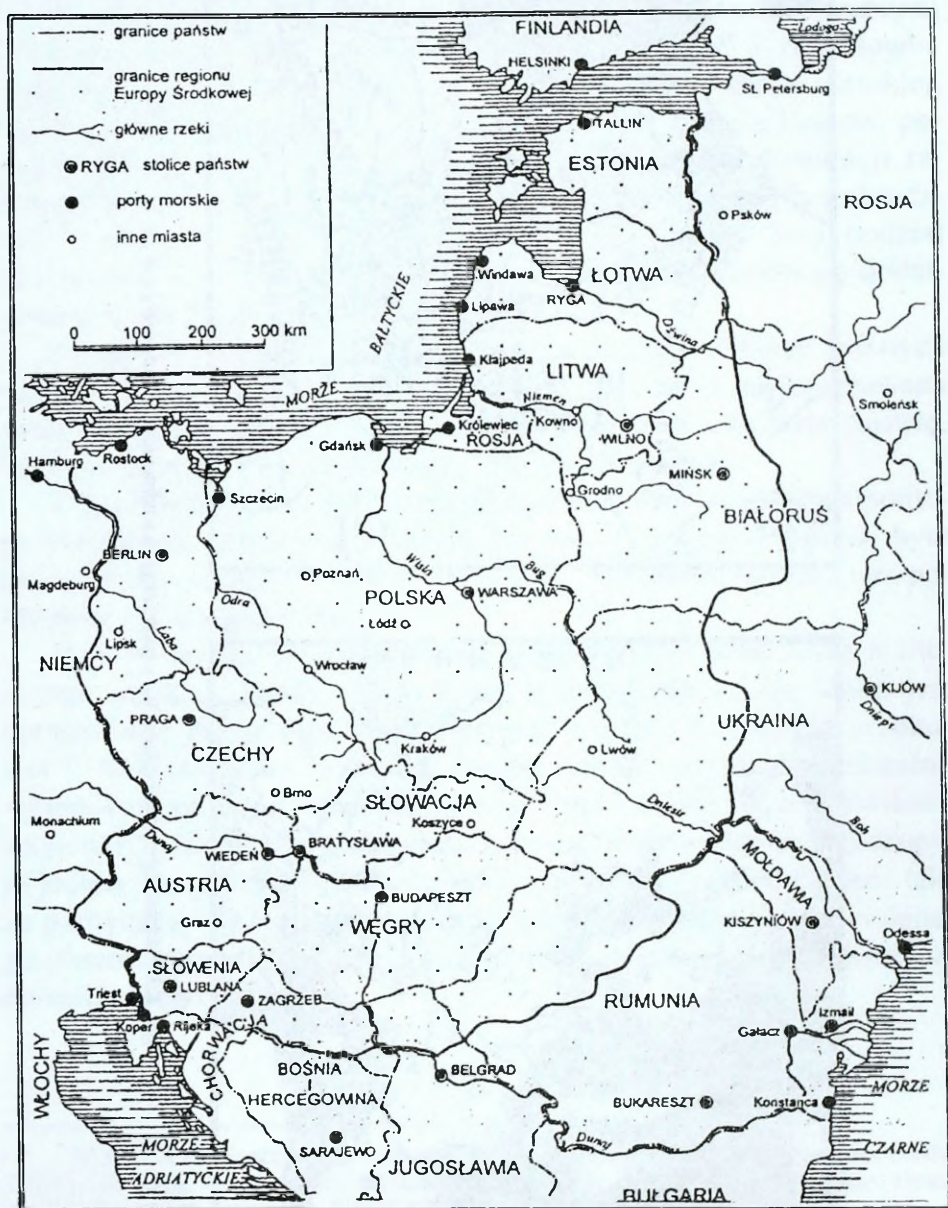 granice państw
granice regionu
Europy Środkowej
główne rzeki
RYGA stolice państw
porty morskie
inne miasta
0 140 230 300 km
FINLANDIA
Ladoga
HELSINKI
St. Petersburg
TALLIN
ESTONIA
ROSJA
Psków
Windawa
ŁOTWA
RYGA
Lipawa
BAŁTYCKIE
Dźwina
Kłajpeda
LITWA
MORZE
Niemen
Smoleńsk
Królewiec
Kowno
ROSJA
WILNO
Gdańsk
Rostock
Hamburg
MIŃSK
Szczecin
Grodno
BIAŁORUŚ
BERLIN
Magdeburg
Poznań
Wisła
Bug
WARSZAWA
POLSKA
Odra
Łódź
Lipsk
Łaba
NIEMCY
Wrocław
KIJÓW
Dniepr
PRAGA
UKRAINA
Kraków
Lwów
CZECHY
Brno
SŁOWACJA
Koszyce
Dniestr
Boh
Monachium
Dunaj
WIEDEŃ
BRATYSŁAWA
MOŁDAWIA
AUSTRIA
BUDAPESZT
Graz
WĘGRY
KISZYNIÓW
Odessa
SŁOWENIA
LUBLANA
Triest
ZAGRZEB
RUMUNIA
Koper
Rijeka
CHORWACJA
Izmaił
Gałacz
BOŚNIA
HERCEGOWINA
BELGRAD
WŁOCHY
MORZE
CZARNE
BUKARESZT
Konstanca
SARAJEWO
Dunaj
MORZE
ADRIATYCKIE
JUGOSŁAWIA
BUŁGARIA